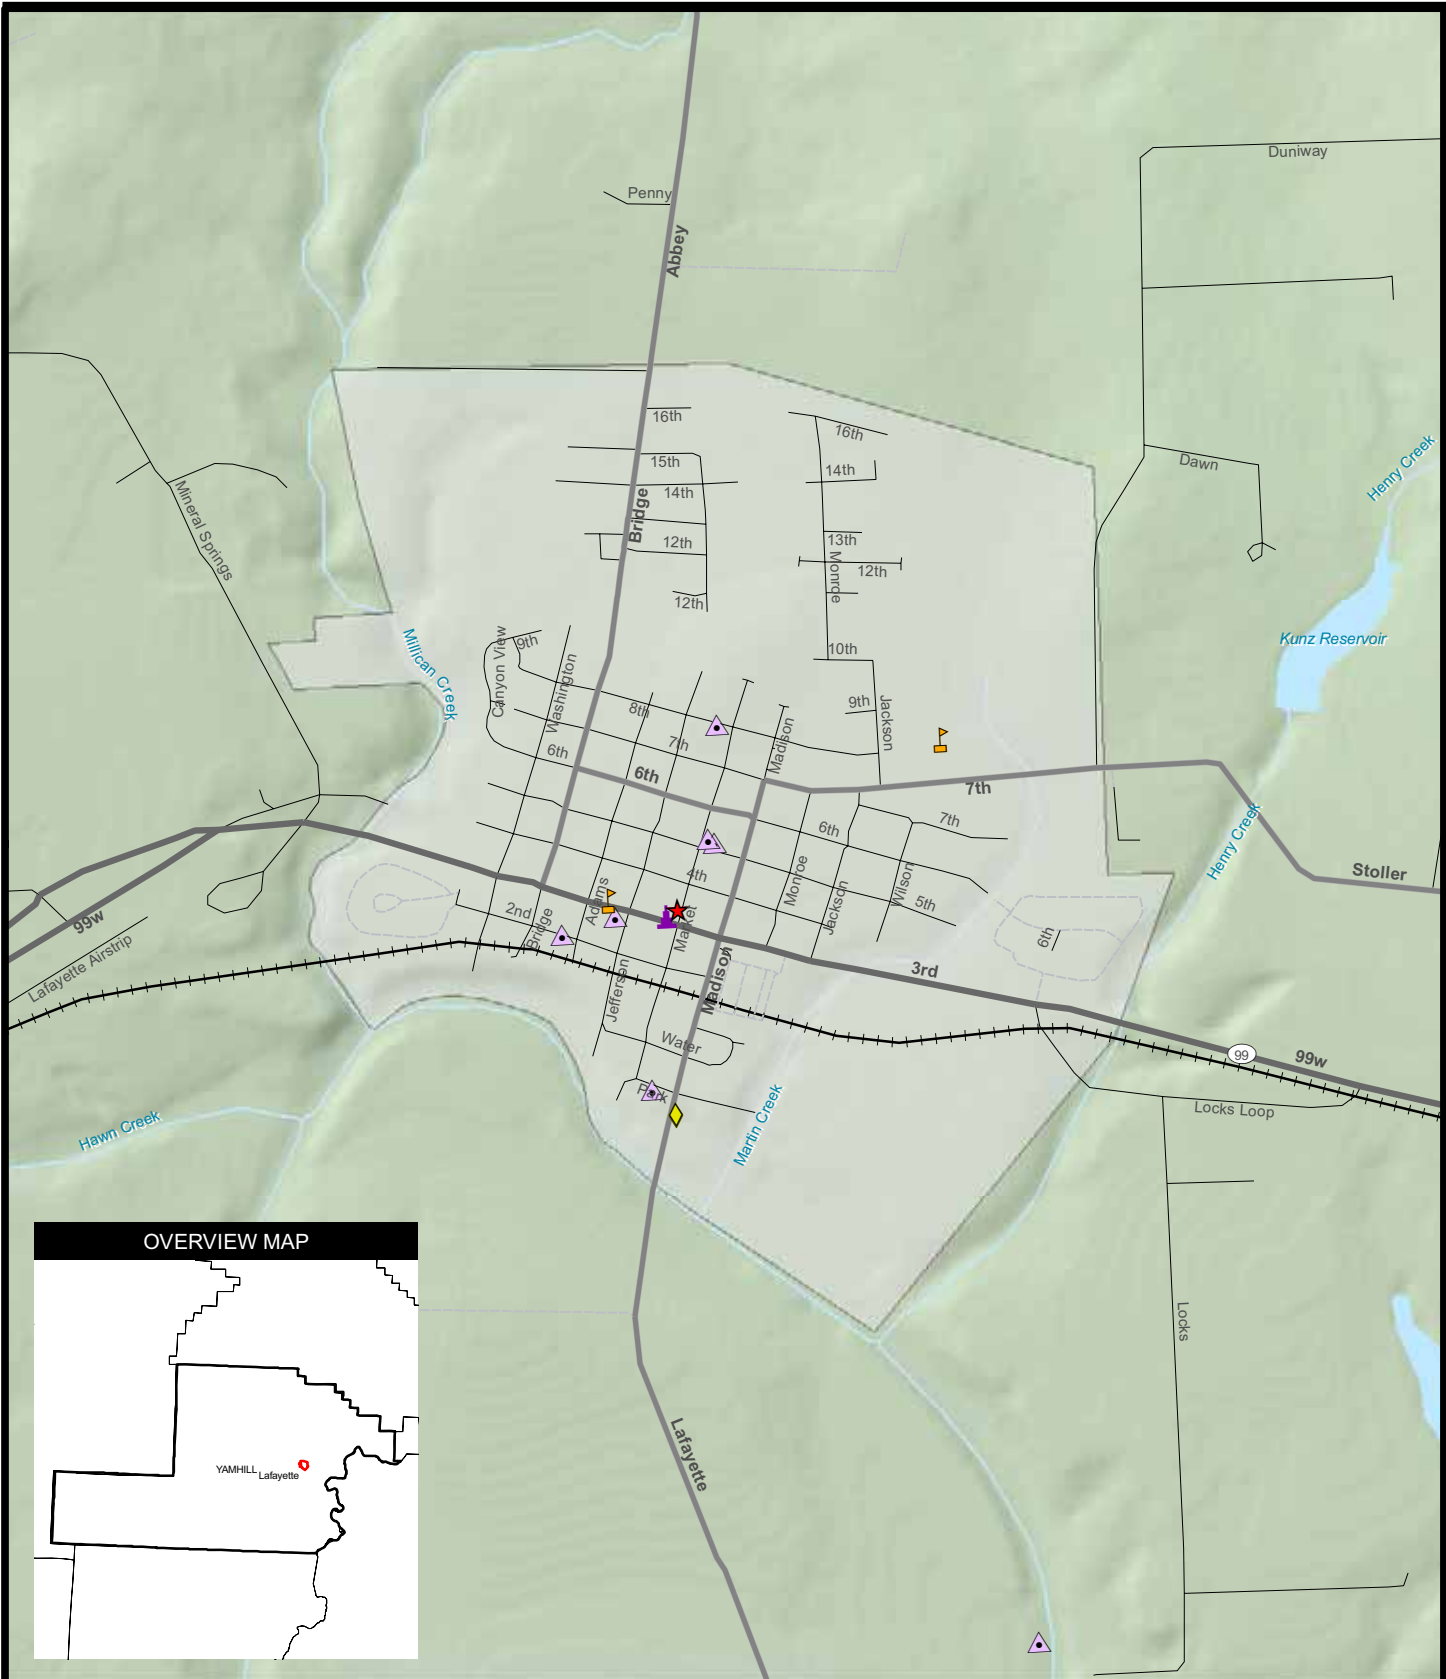 Duniway
Penny
Abbey
16th
16th
Henry Creek
15th
14th
Dawn
14th
Mineral Springs
Bridge
13th
12th
12th
Monroe
12th
Kunz Reservoir
9th
10th
Canyon View
Millican Creek
Washington
9th
8th
Jackson
Madison
7th
6th
6th
7th
7th
6th
Henry Creek
Stoller
4th
Monroe
Wilson
5th
Adams
Jackson
2nd
Bridge
99w
6th
Lafayette Airstrip
3rd
Madison
Jefferson
Water
99
99w
Park
Locks Loop
Hawn Creek
Martin Creek
OVERVIEW MAP
Locks
Lafayette
YAMHILL
Lafayette